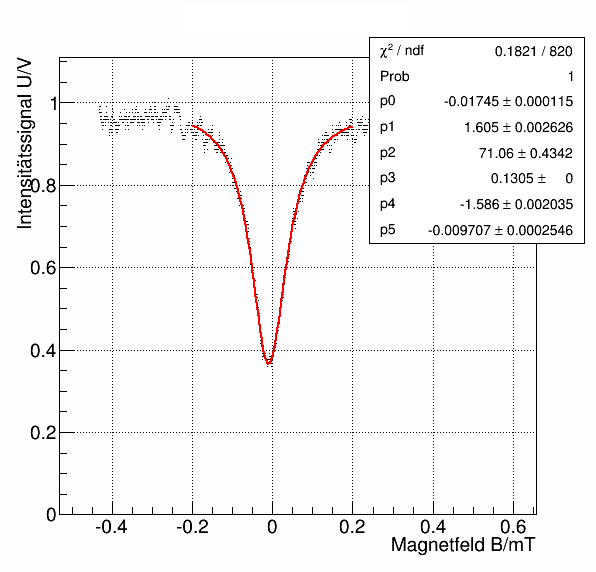 χ² / ndf 0.1821 / 820
Prob 1
p0 -0.01745 ± 0.000115
p1 1.605 ± 0.002626
p2 71.06 ± 0.4342
p3 0.1305 ± 0
p4 -1.586 ± 0.002035
p5 -0.009707 ± 0.0002546
Intensitätssignal U/V
1
0.8
0.6
0.4
0.2
0
-0.4 -0.2 0 0.2 0.4 0.6
Magnetfeld B/mT